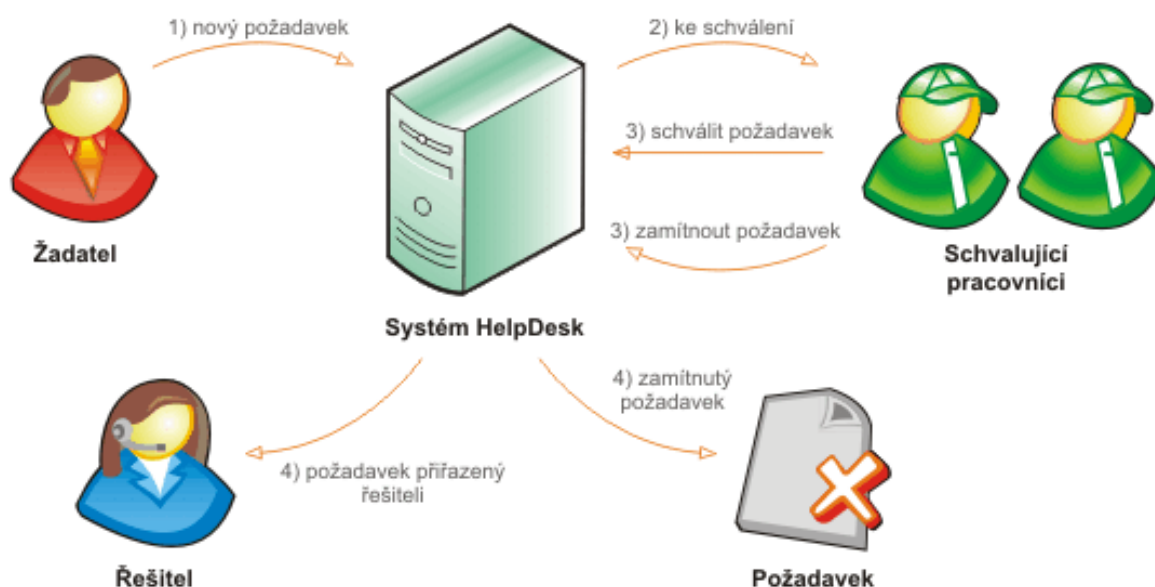 1) nový požadavek
2) ke schválení
3) schválit požadavek
3) zamítnout požadavek
Žadatel
Schvalující
pracovníci
Systém HelpDesk
4) zamítnutý
požadavek
4) požadavek přiřazený
řešiteli
Řešitel
Požadavek